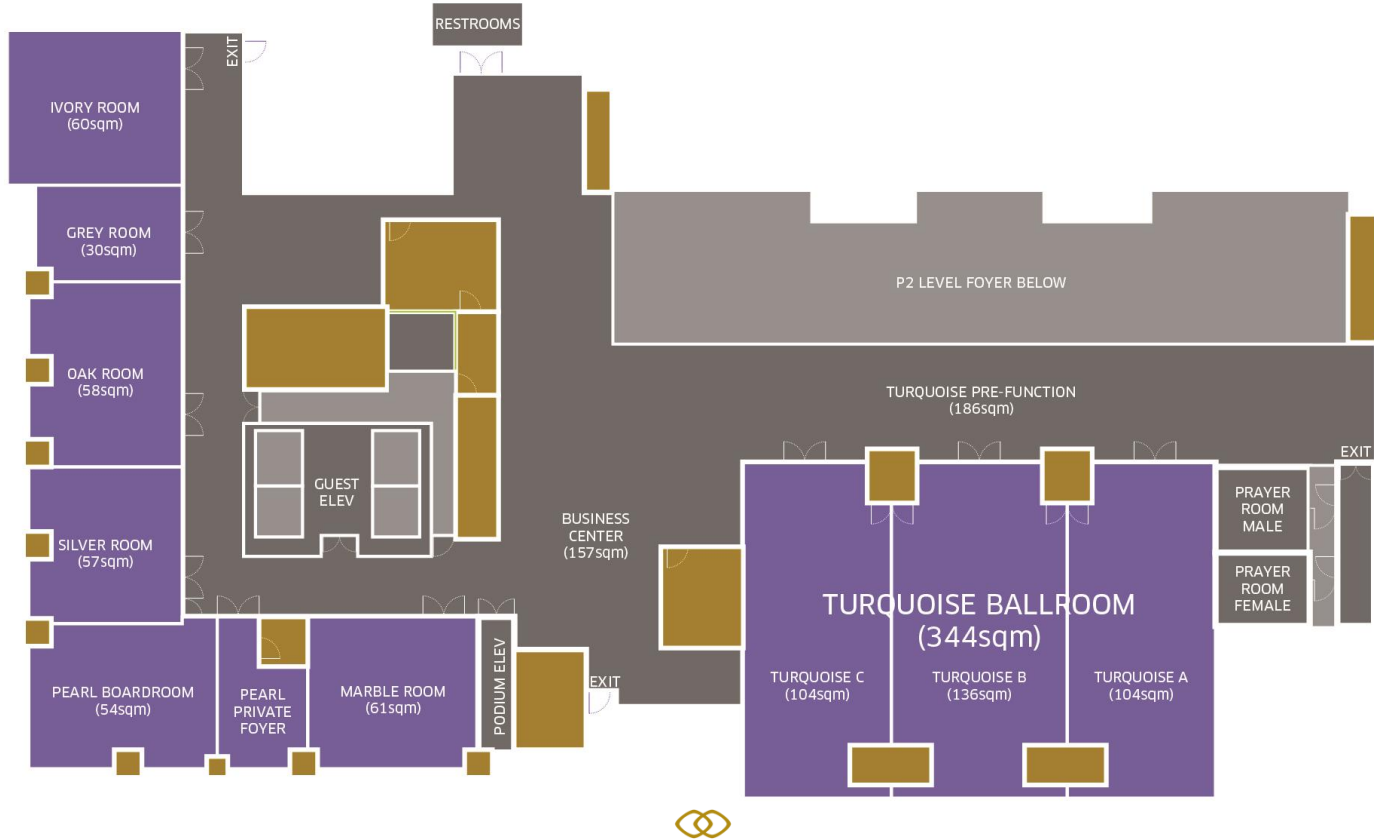 RESTROOMS
EXIT
IVORY ROOM
(60sqm)
GREY ROOM
(30sqm)
P2 LEVEL FOYER BELOW
OAK ROOM
(58sqm)
TURQUOISE PRE-FUNCTION
(186sqm)
EXIT
GUEST
ELEV
PRAYER
ROOM
MALE
BUSINESS
CENTER
(157sqm)
SILVER ROOM
(57sqm)
PRAYER
ROOM
FEMALE
TURQUOISE BALLROOM
(344sqm)
PEARL BOARDROOM
(54sqm)
PEARL
PRIVATE
FOYER
MARBLE ROOM
(61sqm)
PODIUM ELEV
EXIT
TURQUOISE C
(104sqm)
TURQUOISE B
(136sqm)
TURQUOISE A
(104sqm)